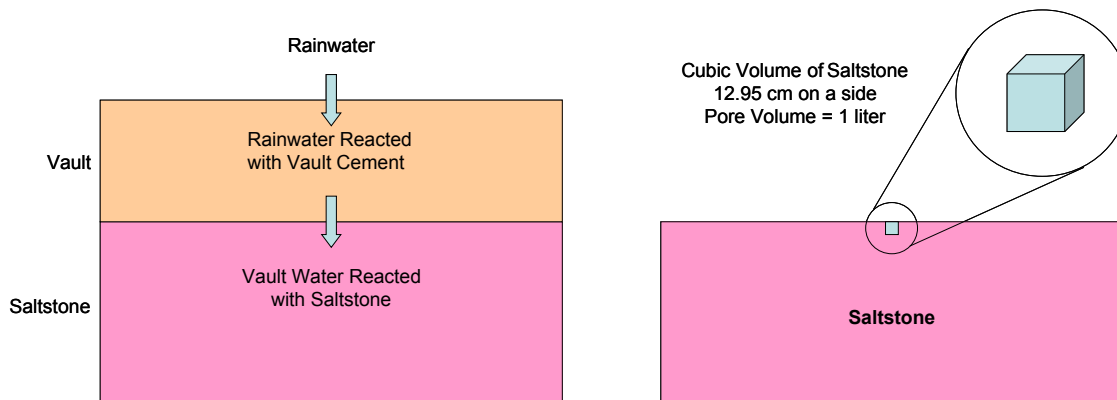 Rainwater
Vault
Rainwater Reacted
with Vault Cement
Saltstone
Vault Water Reacted
with Saltstone
Cubic Volume of Saltstone
12.95 cm on a side
Pore Volume = 1 liter
Saltstone